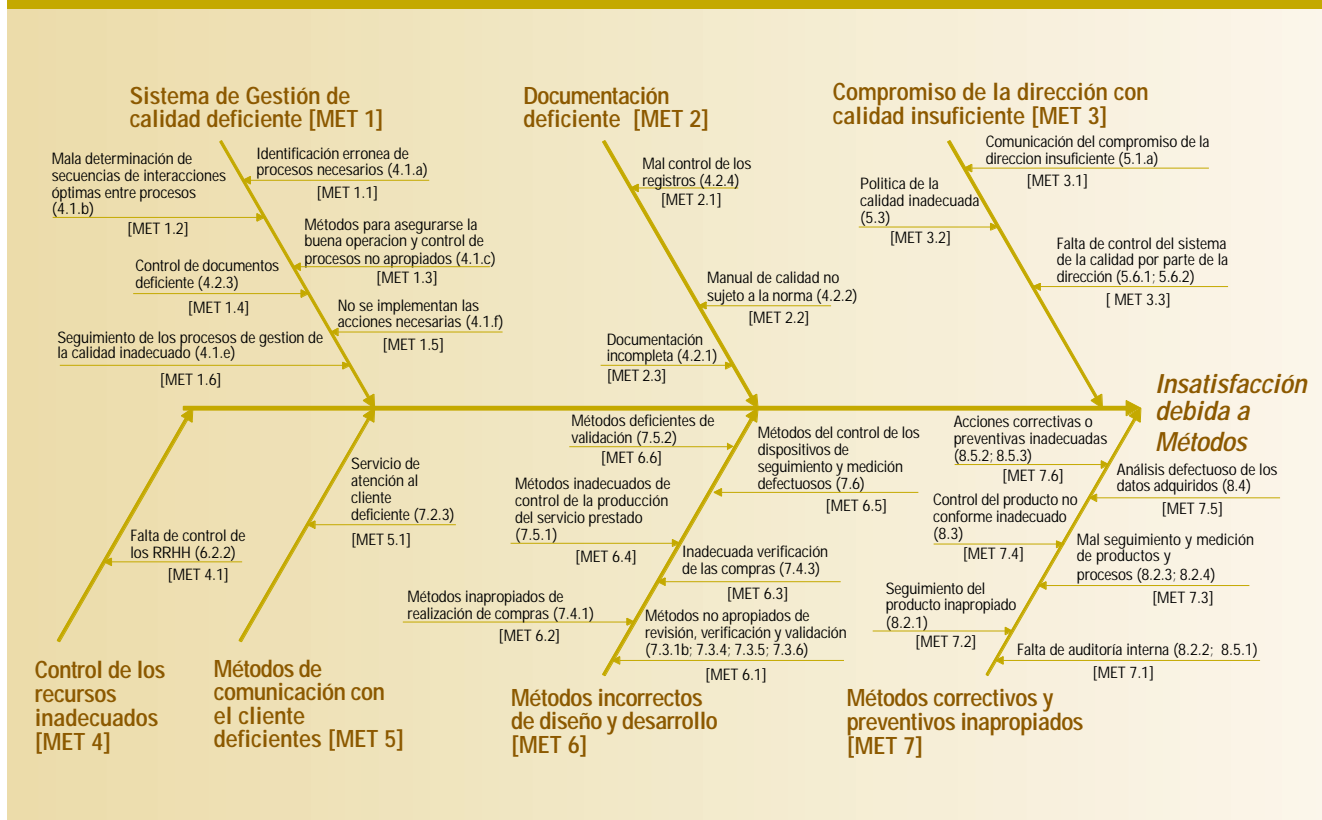 Sistema de Gestión de
calidad deficiente [MET 1]
Mala determinación de
secuencias de interacciones
óptimas entre procesos
(4.1.b)
[MET 1.2]
Identificación erronea de
procesos necesarios (4.1.a)
[MET 1.1]
Métodos para asegurarse la
buena operacion y control de
procesos no apropiados (4.1.c)
[MET 1.3]
Control de documentos
deficiente (4.2.3)
[MET 1.4]
No se implementan las
acciones necesarias (4.1.f)
[MET 1.5]
Seguimiento de los procesos de gestion de
la calidad inadecuado (4.1.e)
[MET 1.6]
Documentación
deficiente [MET 2]
Mal control de los
registros (4.2.4)
[MET 2.1]
Manual de calidad no
sujeto a la norma (4.2.2)
[MET 2.2]
Documentación
incompleta (4.2.1)
[MET 2.3]
Compromiso de la dirección con
calidad insuficiente [MET 3]
Comunicación del compromiso de la
direccion insuficiente (5.1.a)
[MET 3.1]
Politica de la
calidad inadecuada
(5.3)
[MET 3.2]
Falta de control del sistema
de la calidad por parte de la
dirección (5.6.1; 5.6.2)
[ MET 3.3]
Insatisfacción
debida a
Métodos
Falta de control de
los RRHH (6.2.2)
[MET 4.1]
Control de los
recursos
inadecuados
[MET 4]
Servicio de
atención al
cliente
deficiente (7.2.3)
[MET 5.1]
Métodos de
comunicación con
el cliente
deficientes [MET 5]
Métodos deficientes de
validación (7.5.2)
[MET 6.6]
Métodos del control de los
dispositivos de
seguimiento y medición
defectuosos (7.6)
[MET 6.5]
Métodos inadecuados de
control de la producción
del servicio prestado
(7.5.1)
[MET 6.4]
Inadecuada verificación
de las compras (7.4.3)
[MET 6.3]
Métodos inapropiados de
realización de compras (7.4.1)
[MET 6.2]
Métodos no apropiados de
revisión, verificación y validación
(7.3.1b; 7.3.4; 7.3.5; 7.3.6)
[MET 6.1]
Métodos incorrectos
de diseño y desarrollo
[MET 6]
Acciones correctivas o
preventivas inadecuadas
(8.5.2; 8.5.3)
[MET 7.6]
Análisis defectuoso de los
datos adquiridos (8.4)
[MET 7.5]
Control del producto no
conforme inadecuado
(8.3)
[MET 7.4]
Mal seguimiento y medición
de productos y
procesos (8.2.3; 8.2.4)
[MET 7.3]
Seguimiento del
producto inapropiado
(8.2.1)
[MET 7.2]
Falta de auditoría interna (8.2.2; 8.5.1)
[MET 7.1]
Métodos correctivos y
preventivos inapropiados
[MET 7]